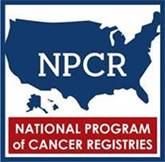 NPCR
NATIONAL PROGRAM
of CANCER REGISTRIES